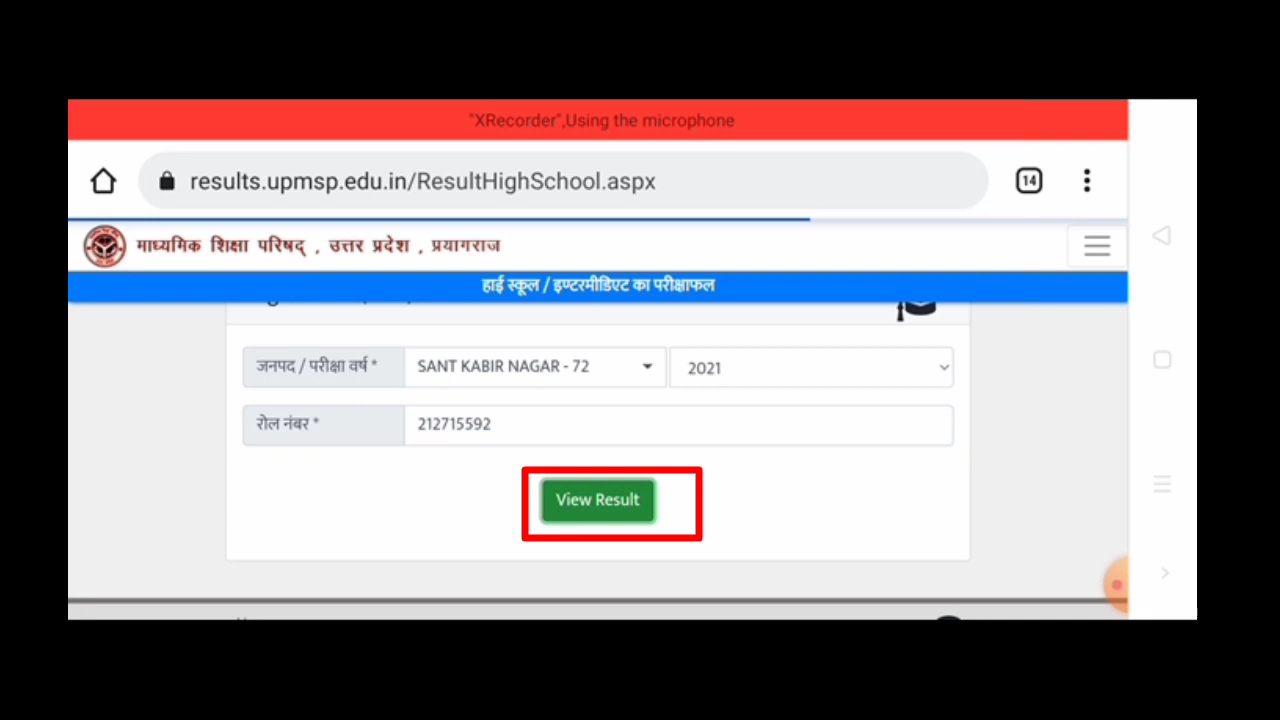 "XRecorder",Using the microphone
results.upmsp.edu.in/ResultHighSchool.aspx
14
माध्यमिक शिक्षा परिषद् , उत्तर प्रदेश , प्रयागराज
हाई स्कूल / इण्टरमीडिएट का परीक्षाफल
जनपद / परीक्षा वर्ष * SANT KABIR NAGAR - 72 2021
रोल नंबर * 212715592
View Result